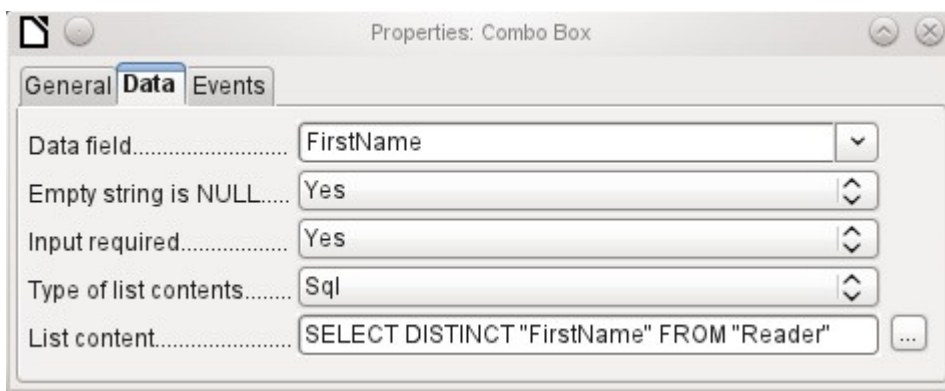 Properties: Combo Box
General Data Events
Data field.......................... FirstName
Empty string is NULL..... Yes
Input required.................. Yes
Type of list contents........ Sql
List content....................... SELECT DISTINCT "FirstName" FROM "Reader" ...